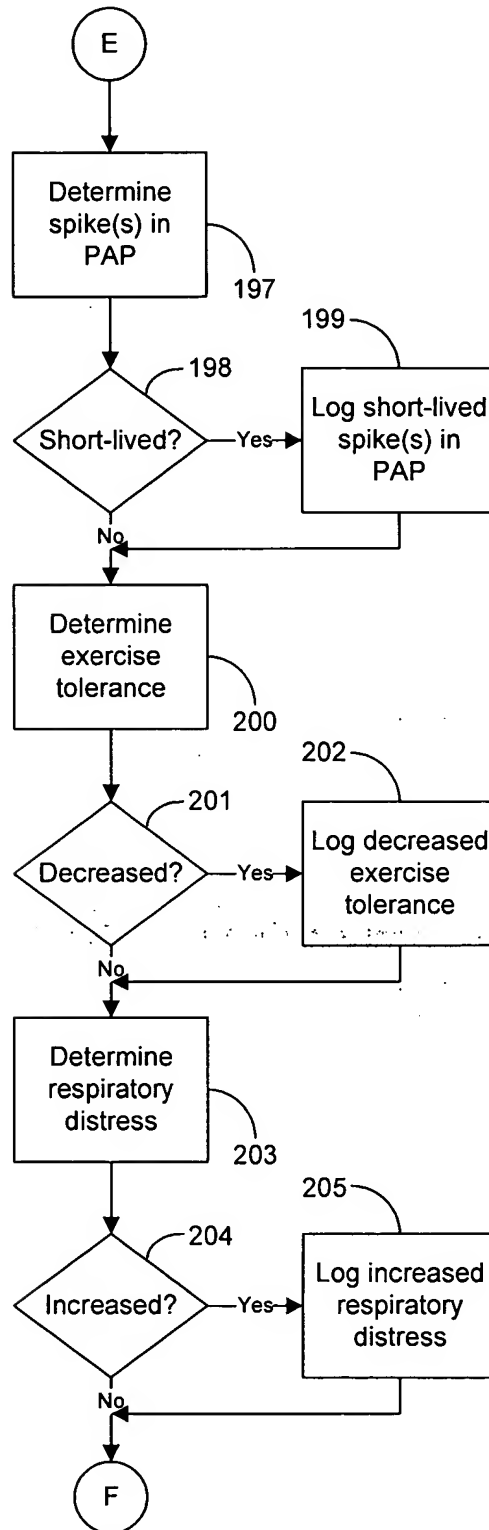 E
Determine
spike(s) in
PAP
197
198
199
Short-lived?
Yes
Log short-lived
spike(s) in
PAP
No
Determine
exercise
tolerance
200
201
202
Decreased?
Yes
Log decreased
exercise
tolerance
No
Determine
respiratory
distress
203
204
205
Increased?
Yes
Log increased
respiratory
distress
No
F